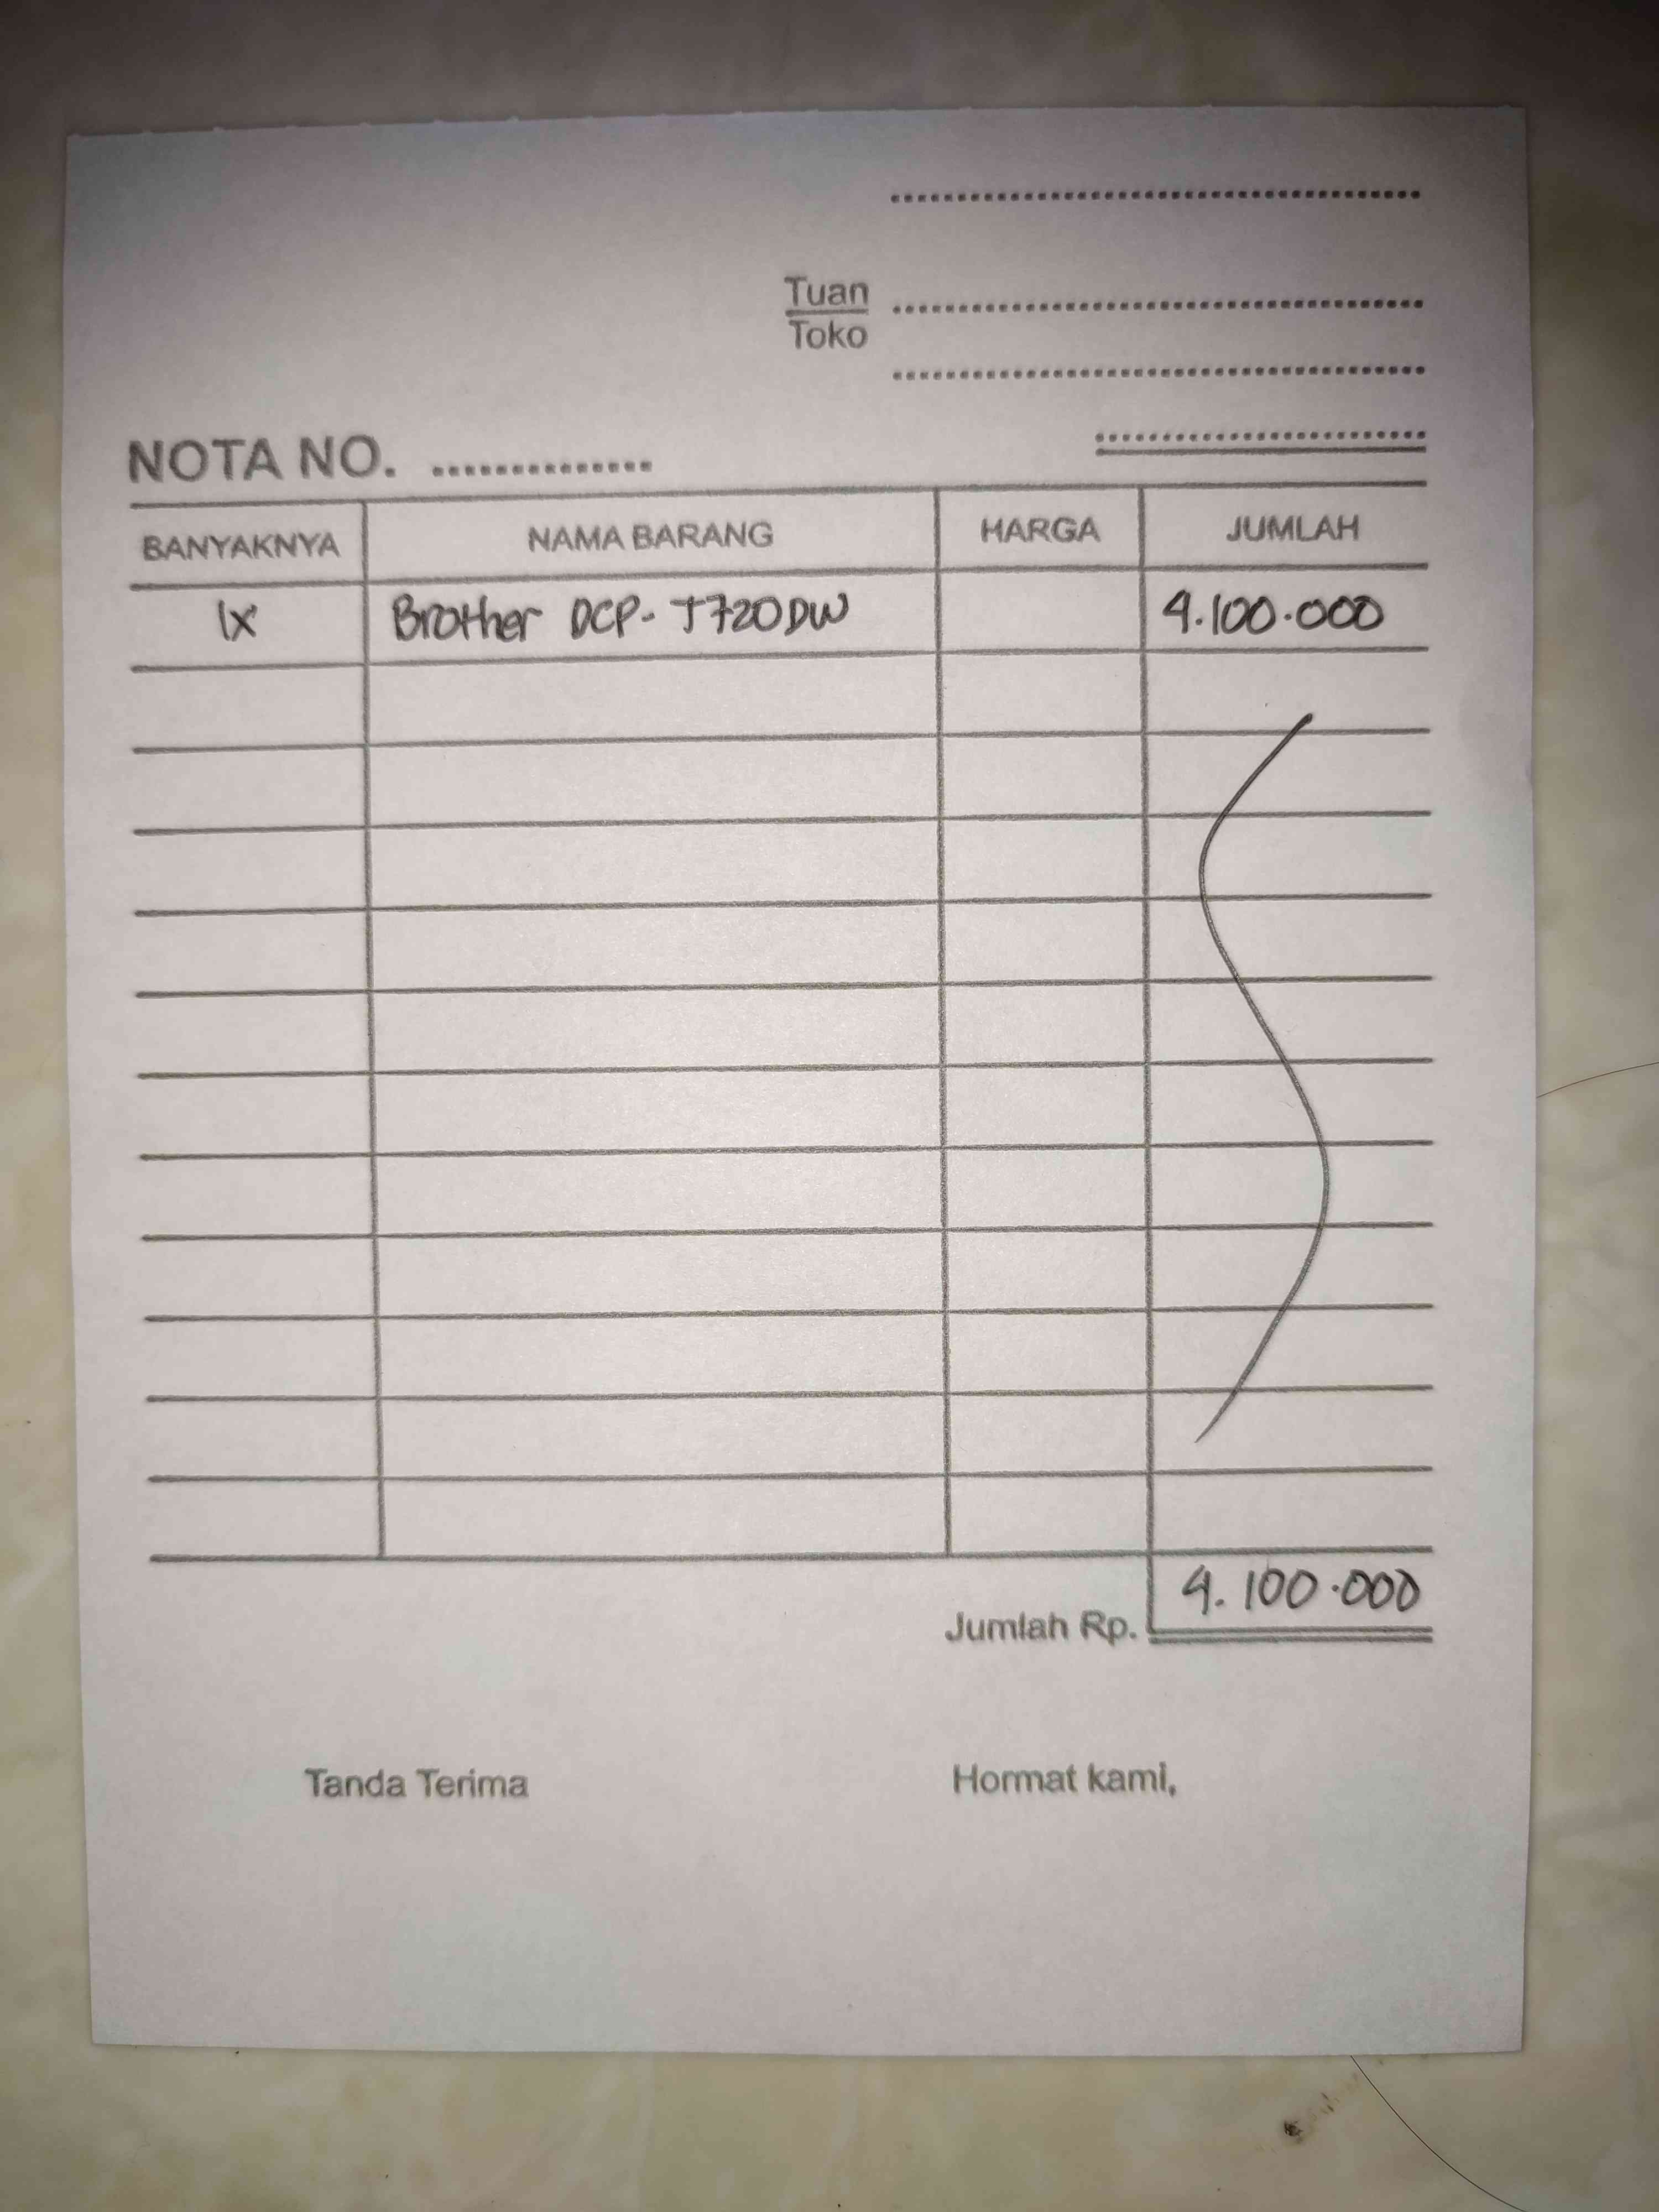 Tuan
Toko
NOTA NO. ..............
BANYAKNYA NAMA BARANG HARGA JUMLAH
1x Brother DCP-T720DW 4.100.000
Jumlah Rp. 4.100.000
Tanda Terima Hormat kami,